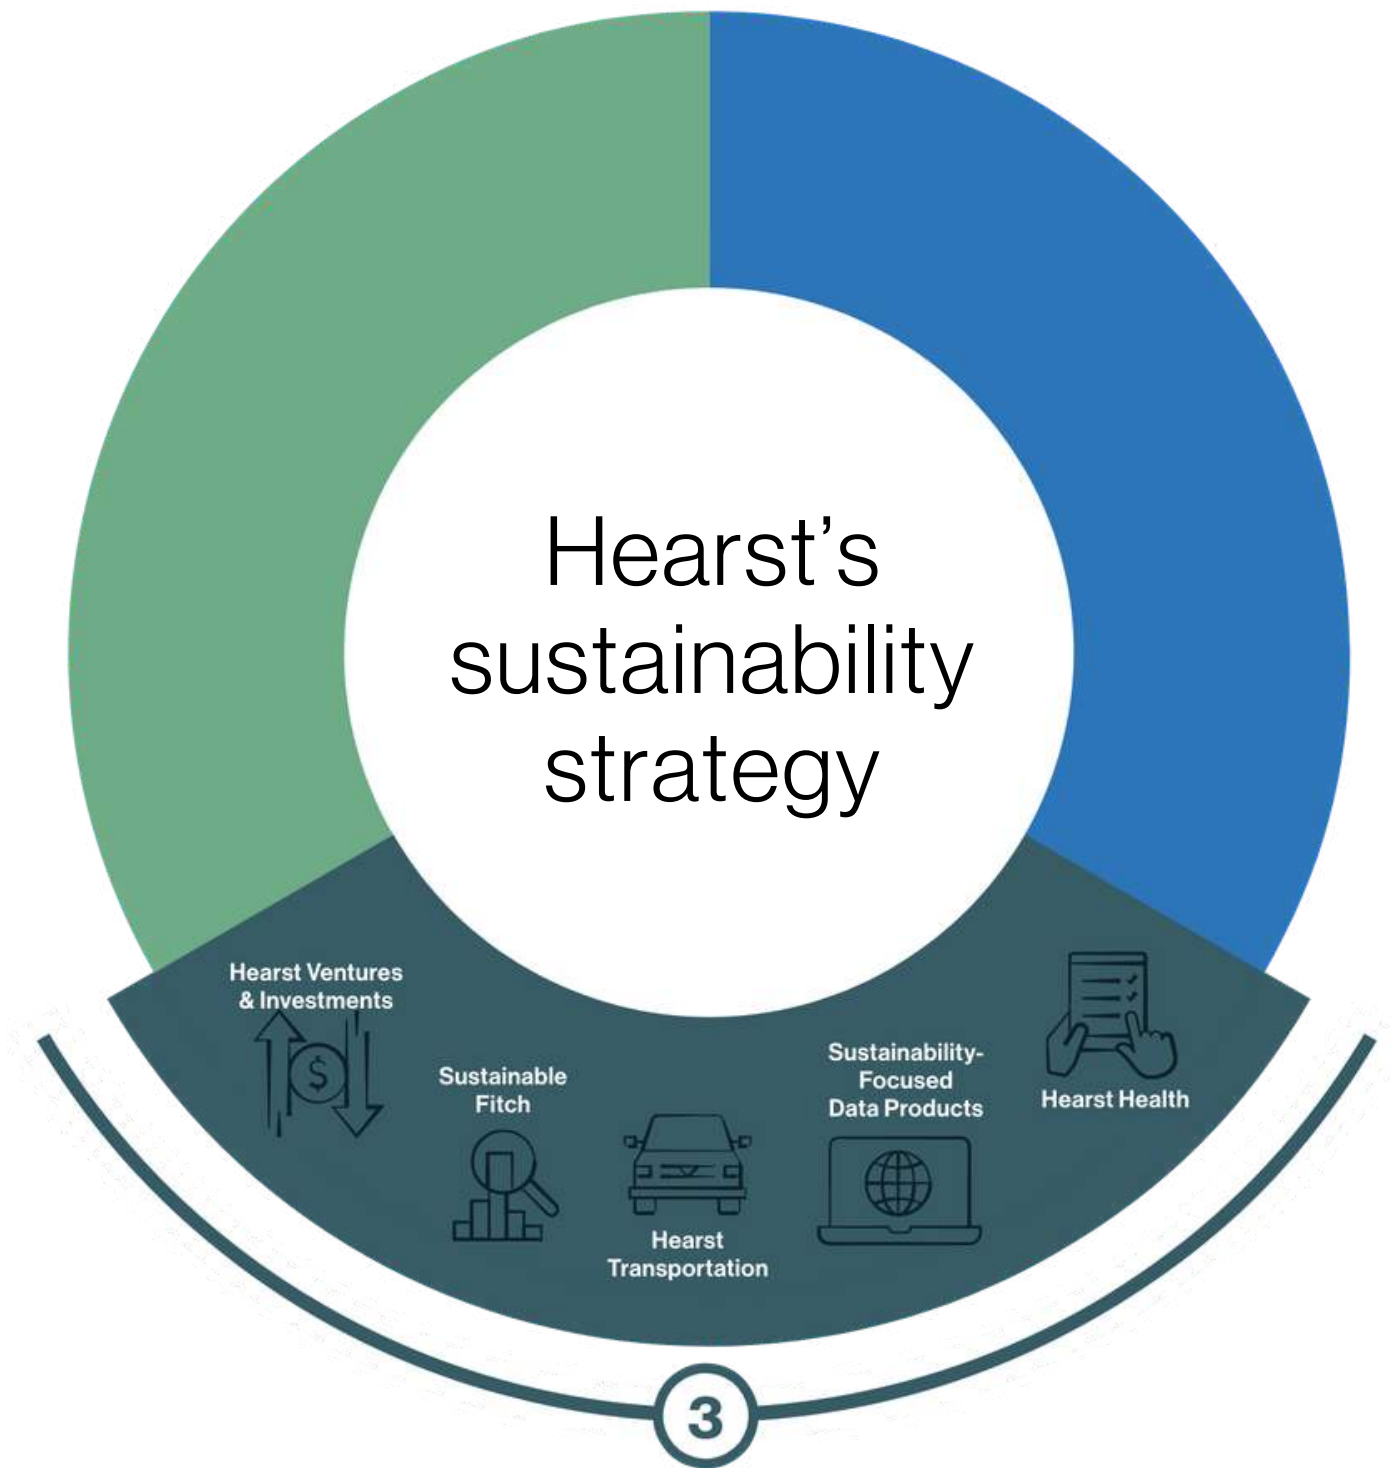 Hearst’s
sustainability
strategy
Hearst Ventures
& Investments
$
Sustainable
Fitch
Hearst
Transportation
Sustainability-
Focused
Data Products
Hearst Health
3